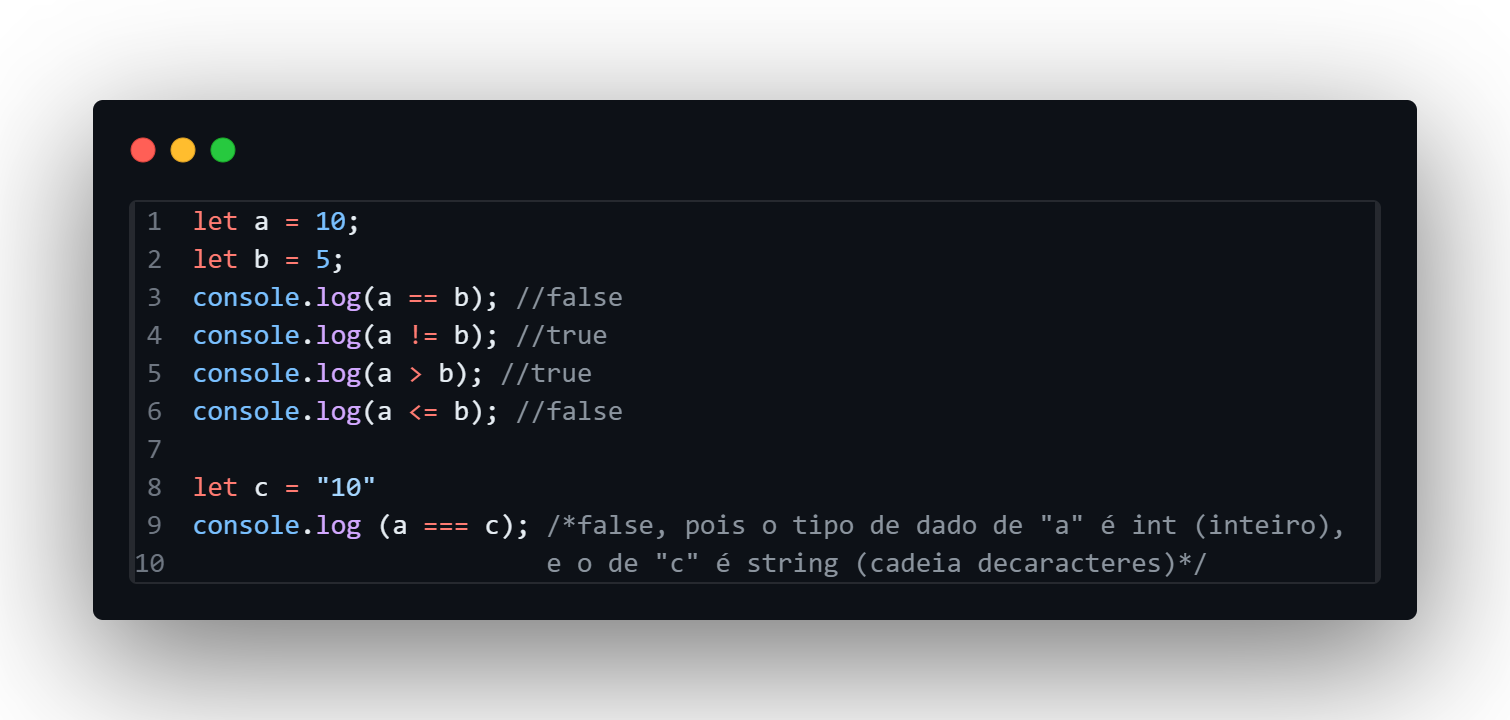 1 let a = 10;
2 let b = 5;
3 console.log(a == b); //false
4 console.log(a != b); //true
5 console.log(a > b); //true
6 console.log(a <= b); //false
7
8 let c = "10"
9 console.log (a === c); /*false, pois o tipo de dado de "a" é int (inteiro),
10 e o de "c" é string (cadeia decaracteres)*/